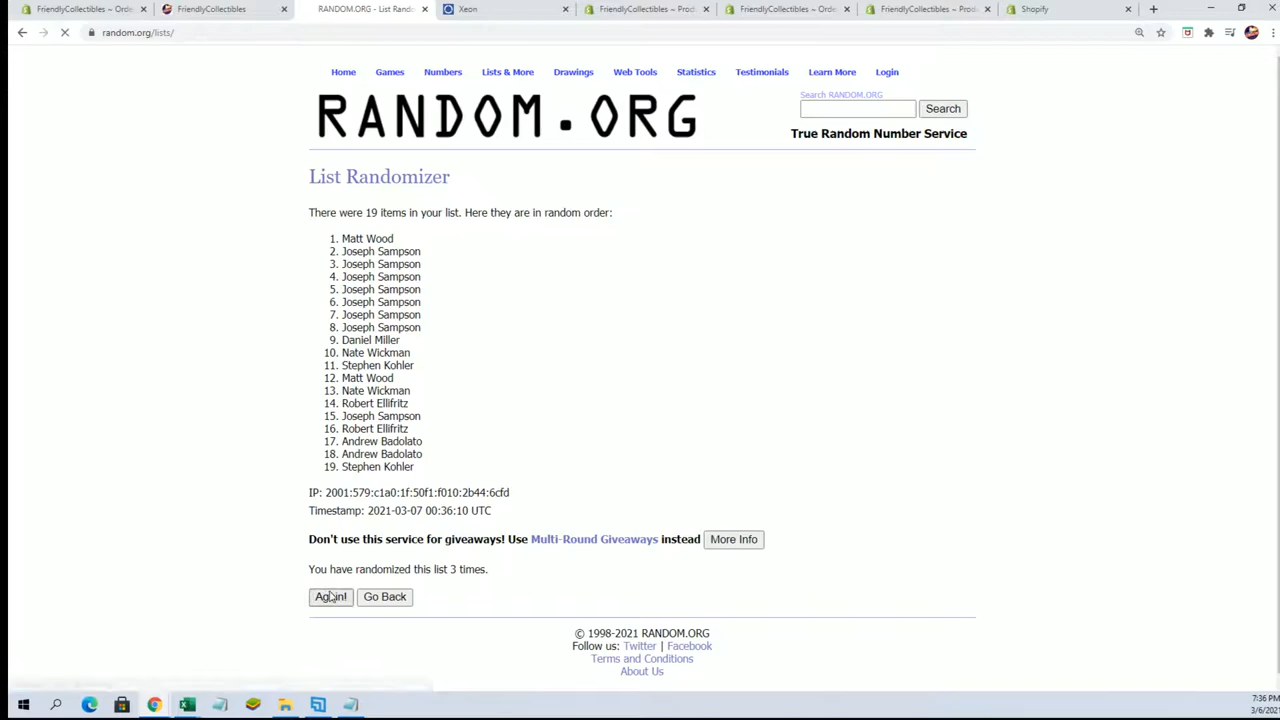 FriendlyCollectibles ~ Orde
FriendlyCollectibles
RANDOM.ORG - List Rando
Xeon
FriendlyCollectibles ~ Prod
FriendlyCollectibles ~ Orde
FriendlyCollectibles ~ Prod
Shopify
random.org/lists/
Home Games Numbers Lists & More Drawings Web Tools Statistics Testimonials Learn More Login
Search RANDOM.ORG
RANDOM.ORG
Search
True Random Number Service
List Randomizer
There were 19 items in your list. Here they are in random order:
1. Matt Wood
2. Joseph Sampson
3. Joseph Sampson
4. Joseph Sampson
5. Joseph Sampson
6. Joseph Sampson
7. Joseph Sampson
8. Joseph Sampson
9. Daniel Miller
10. Nate Wickman
11. Stephen Kohler
12. Matt Wood
13. Nate Wickman
14. Robert Ellifritz
15. Joseph Sampson
16. Robert Ellifritz
17. Andrew Badolato
18. Andrew Badolato
19. Stephen Kohler
IP: 2001:579:c1a0:1f:50f1:f010:2b44:6cfd
Timestamp: 2021-03-07 00:36:10 UTC
Don't use this service for giveaways! Use Multi-Round Giveaways instead More Info
You have randomized this list 3 times.
Again! Go Back
© 1998-2021 RANDOM.ORG
Follow us: Twitter | Facebook
Terms and Conditions
About Us
7:36 PM
3/6/2021